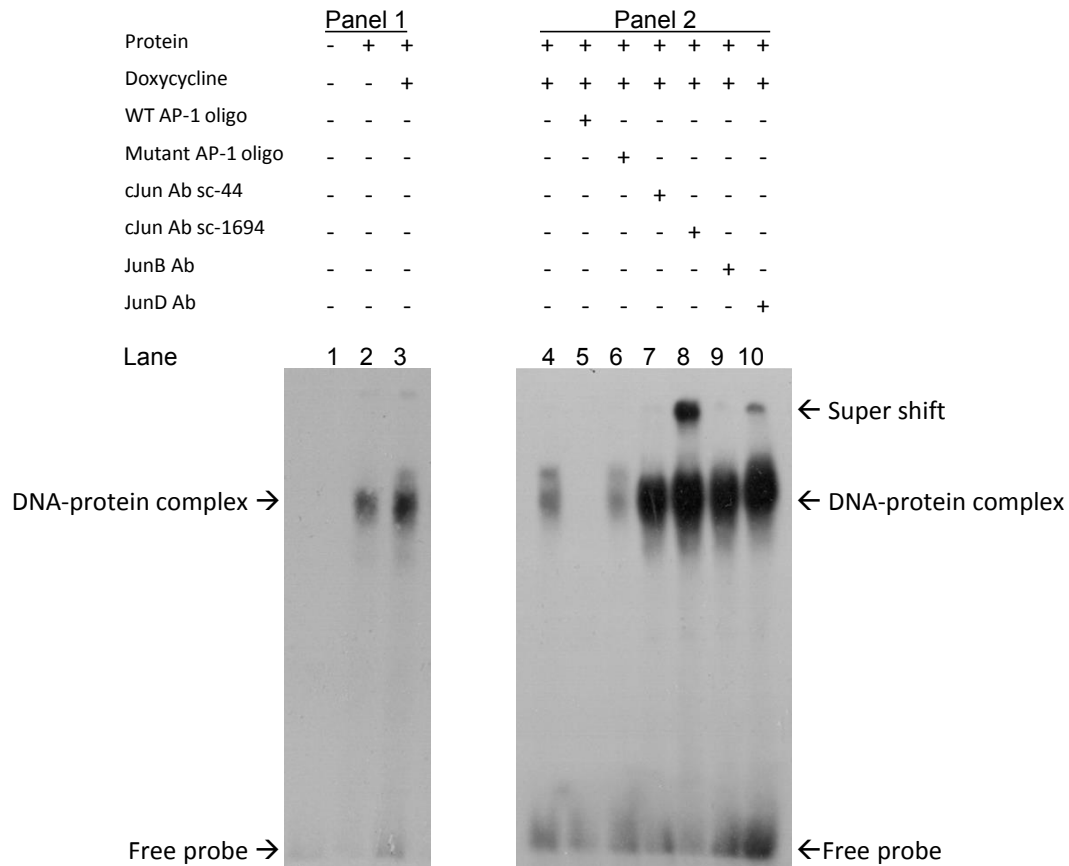 Panel 1 Panel 2
Protein - + + + + + + + + +
Doxycycline - - + + + + + + + +
WT AP-1 oligo - - - - + - - - - -
Mutant AP-1 oligo - - - - - + - - - -
cJun Ab sc-44 - - - - - - + - - -
cJun Ab sc-1694 - - - - - - - + - -
JunB Ab - - - - - - - - + -
JunD Ab - - - - - - - - - +
Lane 1 2 3 4 5 6 7 8 9 10
← Super shift
DNA-protein complex → ← DNA-protein complex
Free probe → ←Free probe